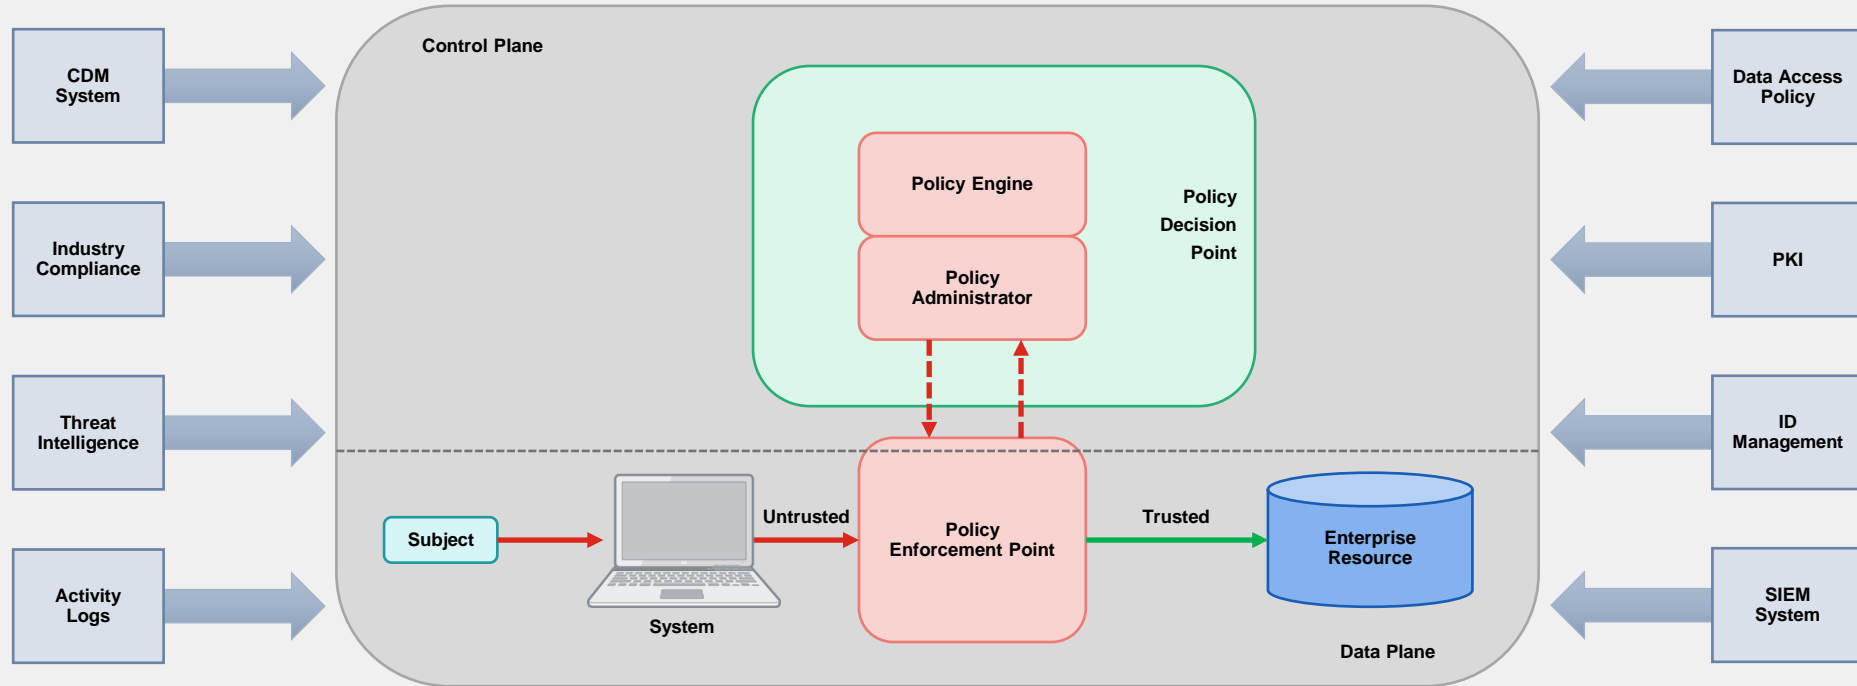 Control Plane
CDM
System
Industry
Compliance
Threat
Intelligence
Activity
Logs
Policy Engine
Policy
Administrator
Policy
Decision
Point
Subject
System
Untrusted
Policy
Enforcement Point
Trusted
Enterprise
Resource
Data Plane
Data Access
Policy
PKI
ID
Management
SIEM
System